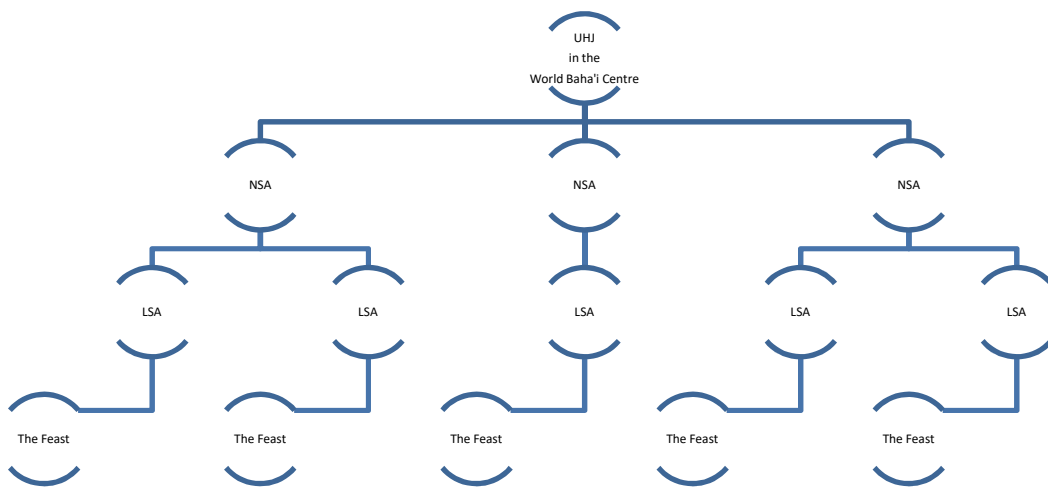 UHJ
in the
World Baha'i Centre
NSA
NSA
NSA
LSA
LSA
LSA
LSA
LSA
The Feast
The Feast
The Feast
The Feast
The Feast